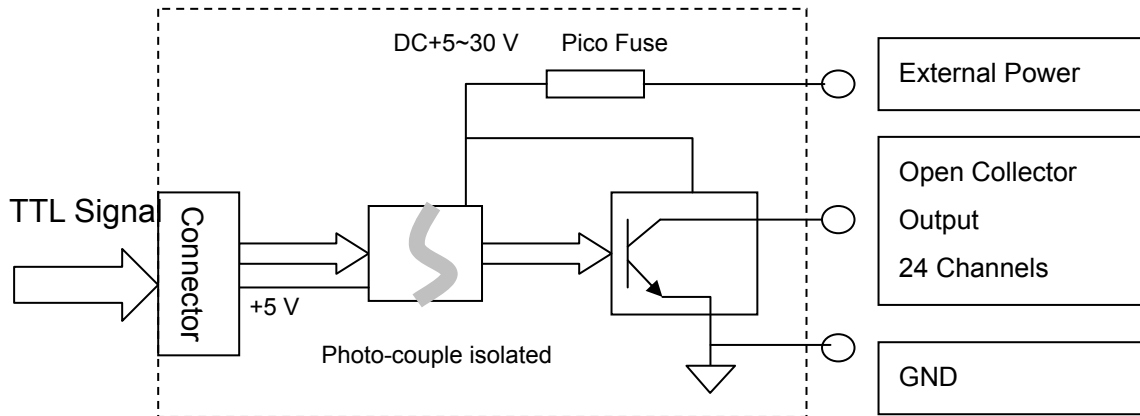 DC+5~30 V
Pico Fuse
External Power
Open Collector
Output
24 Channels
TTL Signal
Connector
+5 V
Photo-couple isolated
GND